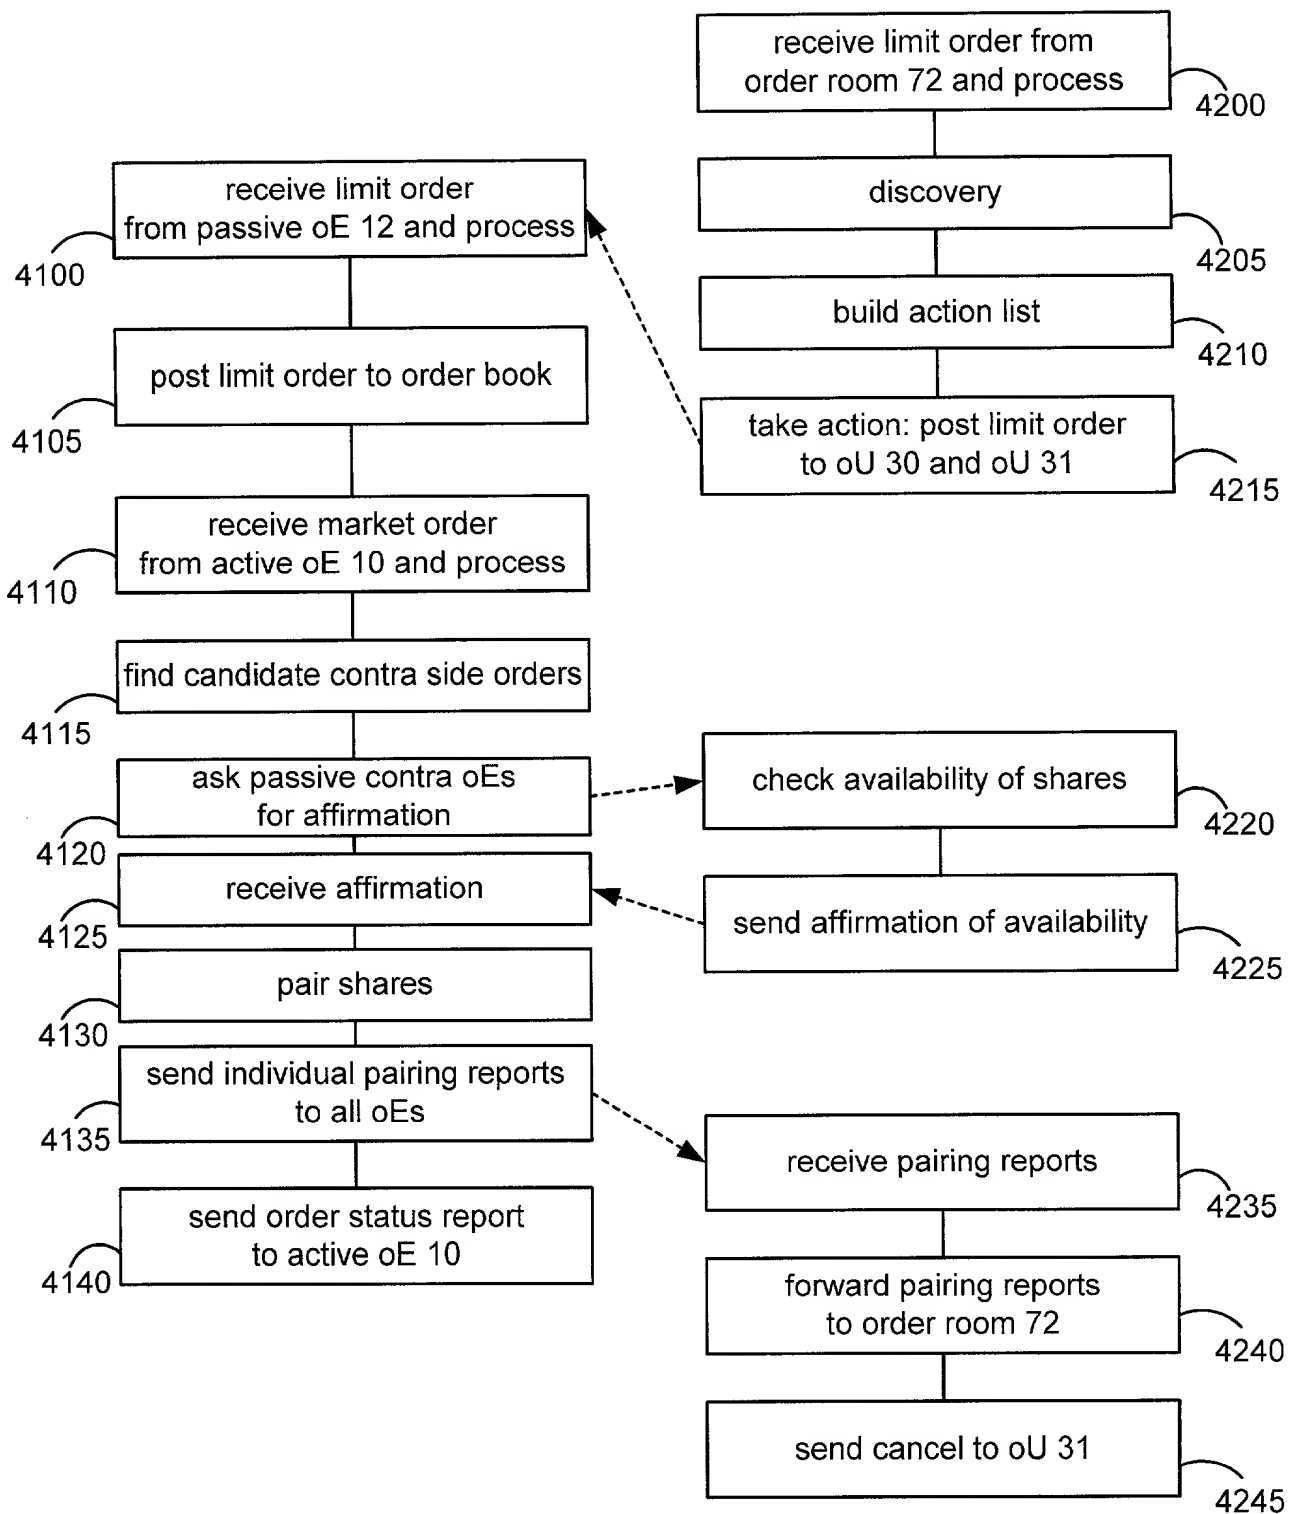 receive limit order
from passive oE 12 and process
4100
post limit order to order book
4105
receive market order
from active oE 10 and process
4110
find candidate contra side orders
4115
ask passive contra oEs
for affirmation
4120
receive affirmation
4125
pair shares
4130
send individual pairing reports
to all oEs
4135
send order status report
to active oE 10
4140
receive limit order from
order room 72 and process
4200
discovery
4205
build action list
4210
take action: post limit order
to oU 30 and oU 31
4215
check availability of shares
4220
send affirmation of availability
4225
receive pairing reports
4235
forward pairing reports
to order room 72
4240
send cancel to oU 31
4245